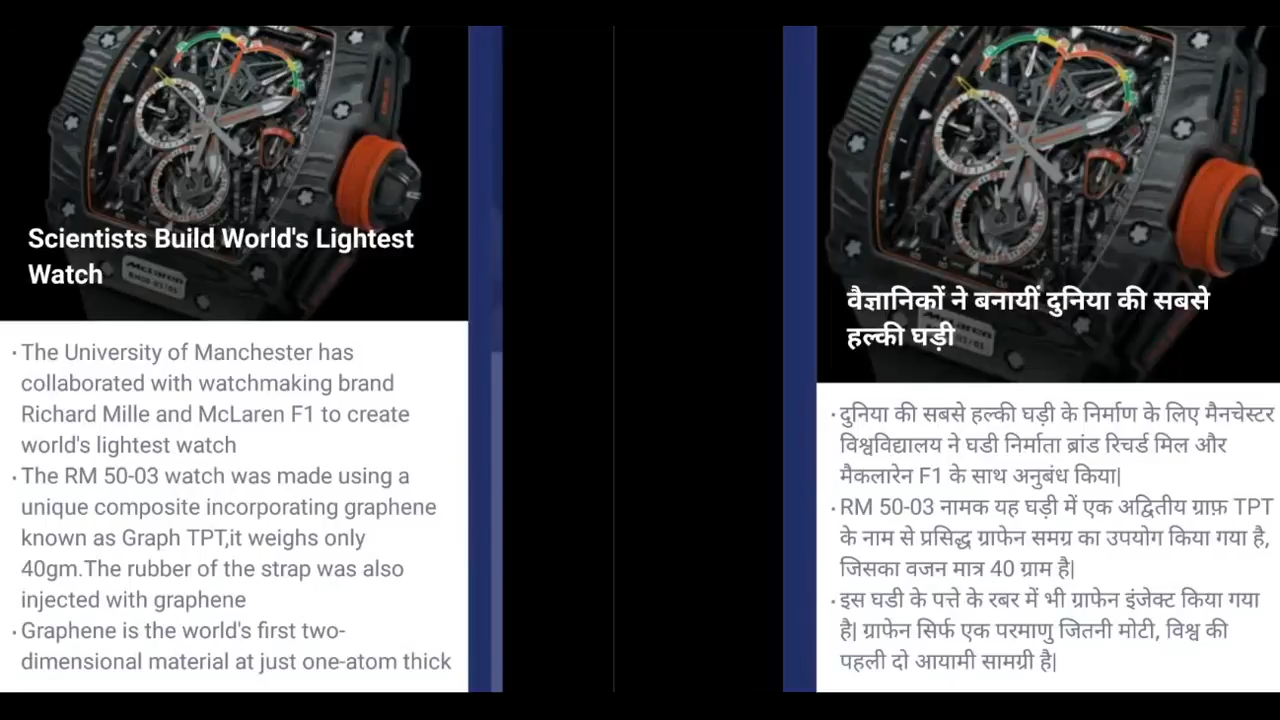 Scientists Build World's Lightest
Watch
McLaren
· The University of Manchester has
collaborated with watchmaking brand
Richard Mille and McLaren F1 to create
world's lightest watch
· The RM 50-03 watch was made using a
unique composite incorporating graphene
known as Graph TPT,it weighs only
40gm.The rubber of the strap was also
injected with graphene
· Graphene is the world's first two-
dimensional material at just one-atom thick
वैज्ञानिकों ने बनायीं दुनिया की सबसे
हल्की घड़ी
· दुनिया की सबसे हल्की घड़ी के निर्माण के लिए मैनचेस्टर
विश्वविद्यालय ने घडी निर्माता ब्रांड रिचर्ड मिल और
मैकलारेन F1 के साथ अनुबंध किया|
· RM 50-03 नामक यह घड़ी में एक अद्वितीय ग्राफ़ TPT
के नाम से प्रसिद्ध ग्राफेन समग्र का उपयोग किया गया है,
जिसका वजन मात्र 40 ग्राम है|
· इस घडी के पत्ते के रबर में भी ग्राफेन इंजेक्ट किया गया
है| ग्राफेन सिर्फ एक परमाणु जितनी मोटी, विश्व की
पहली दो आयामी सामग्री है|